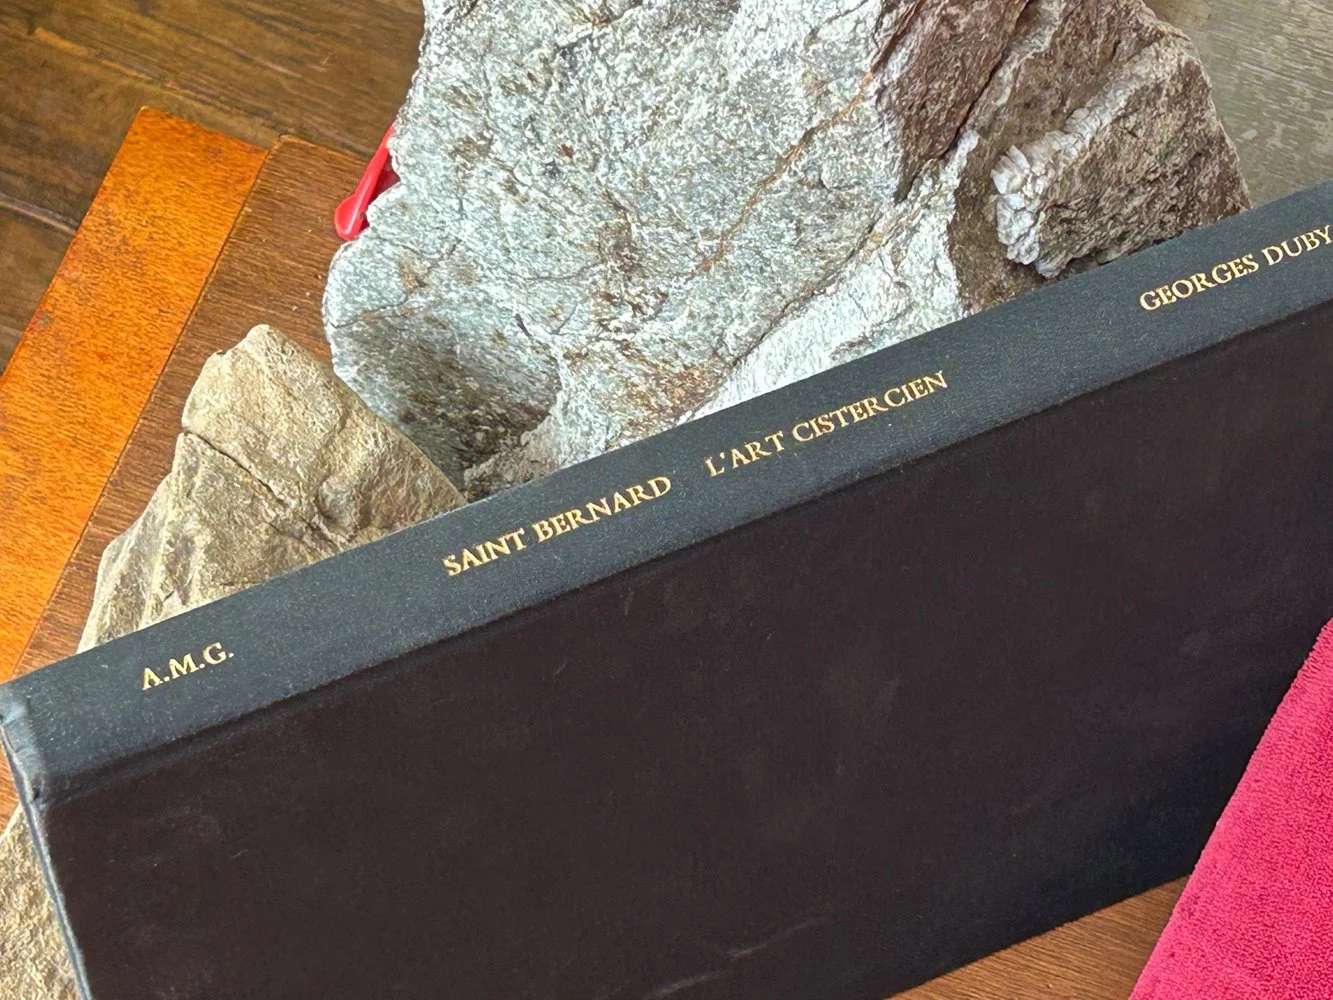 A.M.G. SAINT BERNARD L'ART CISTERCIEN GEORGES DUBY